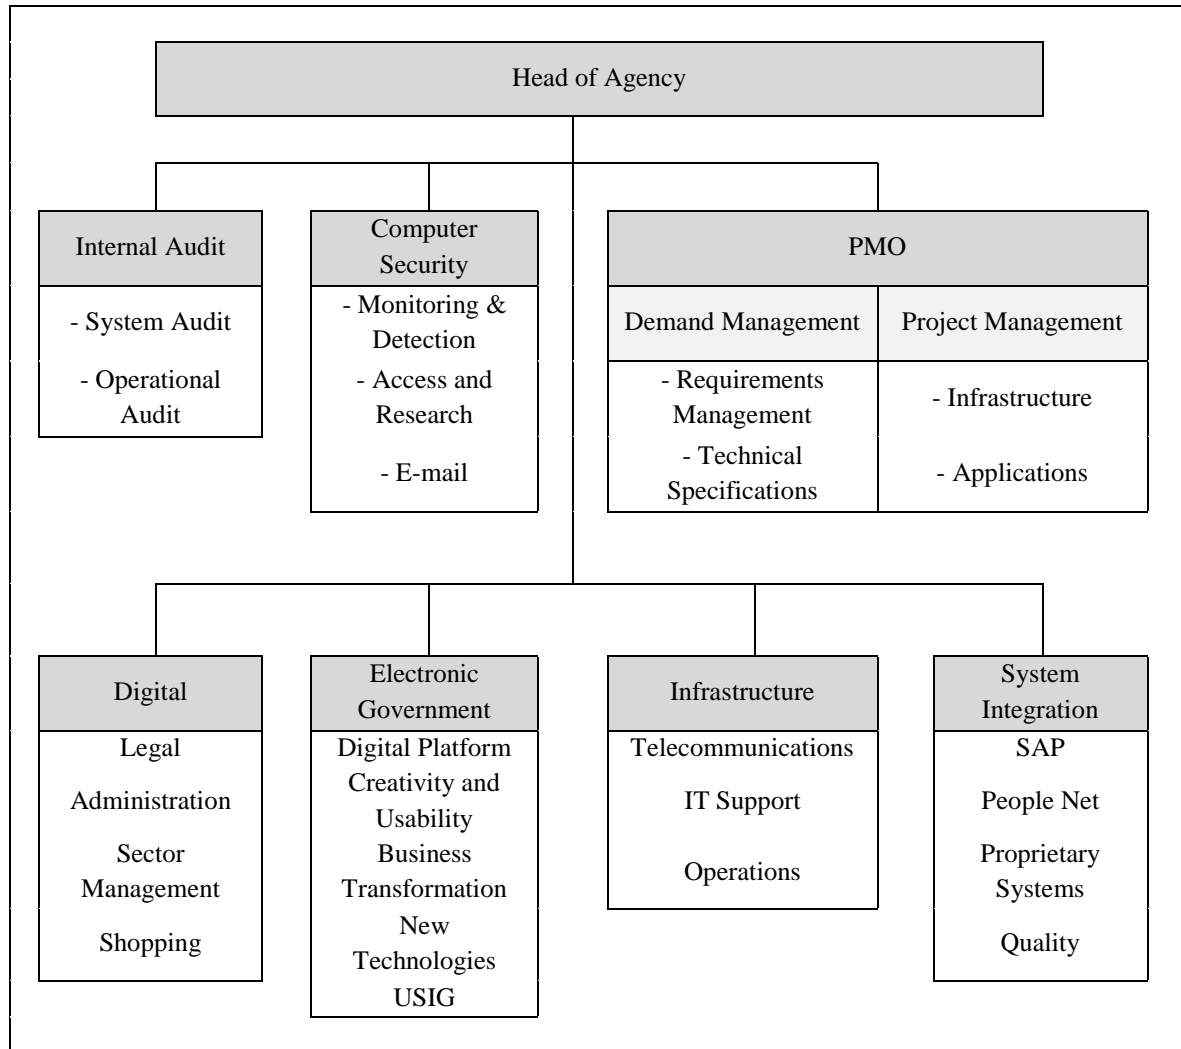 Head of Agency
Internal Audit
- System Audit
- Operational
Audit
Computer
Security
- Monitoring &
Detection
- Access and
Research
- E-mail
PMO
Demand Management
- Requirements
Management
- Technical
Specifications
Project Management
- Infrastructure
- Applications
Digital
Legal
Administration
Sector
Management
Shopping
Electronic
Government
Digital Platform
Creativity and
Usability
Business
Transformation
New
Technologies
USIG
Infrastructure
Telecommunications
IT Support
Operations
System
Integration
SAP
People Net
Proprietary
Systems
Quality